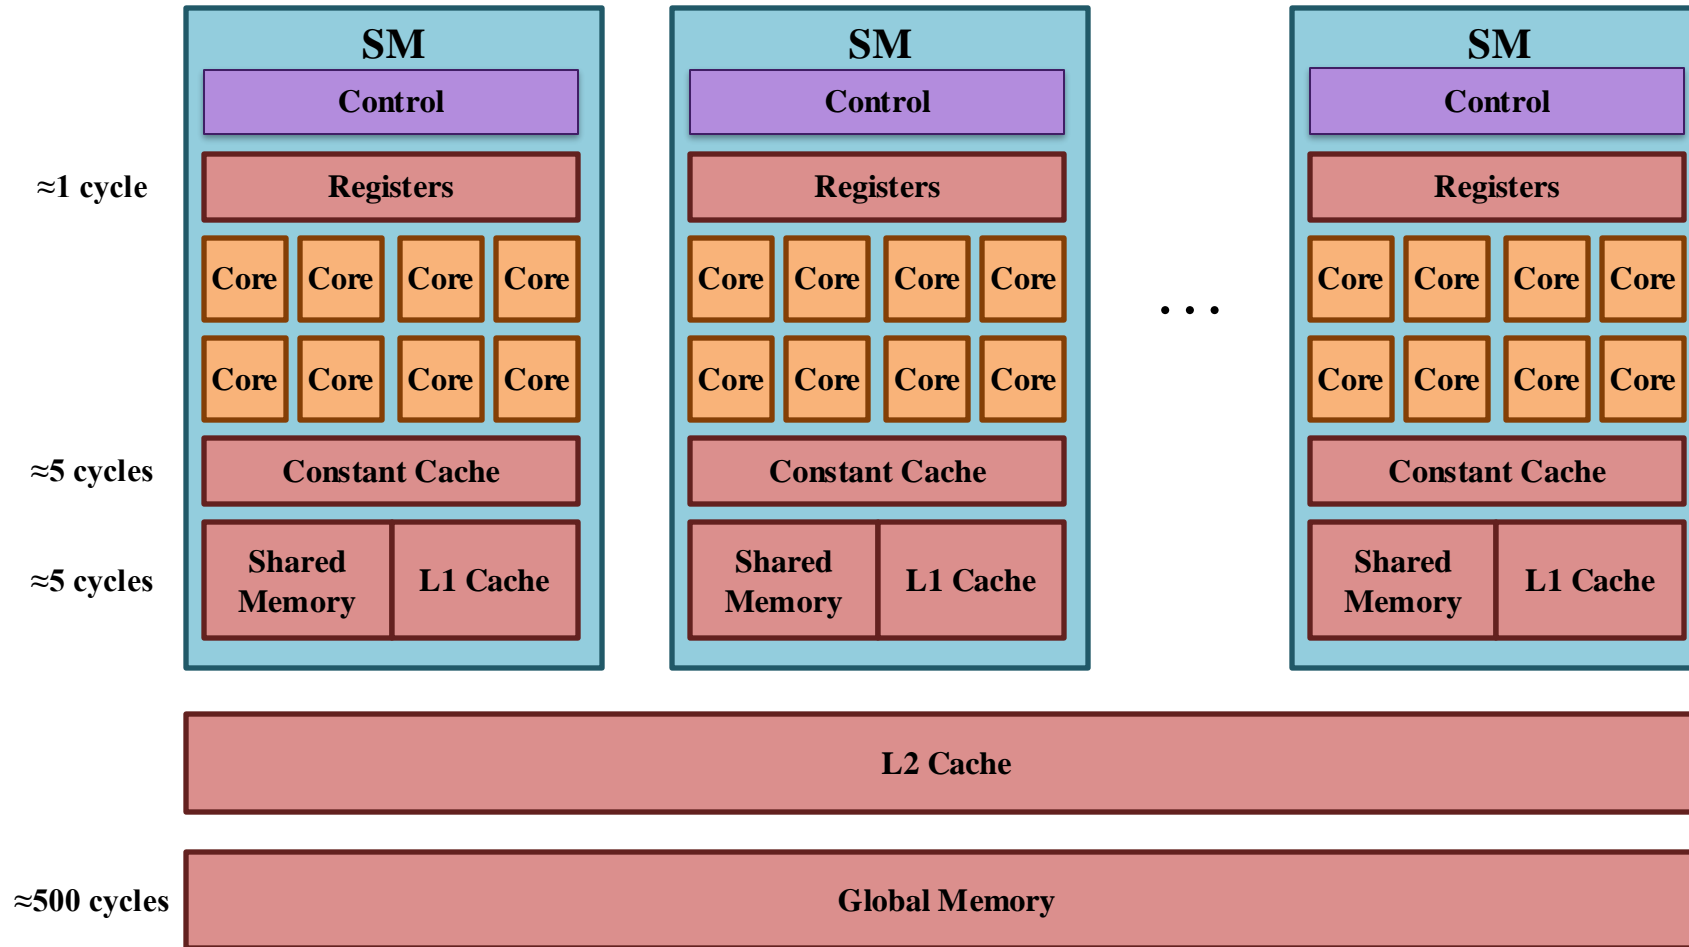 SM SM SM
Control Control Control
≈1 cycle Registers Registers Registers
Core Core Core Core Core Core Core Core Core Core Core Core
. . .
Core Core Core Core Core Core Core Core Core Core Core Core
≈5 cycles Constant Cache Constant Cache Constant Cache
≈5 cycles Shared Memory L1 Cache Shared Memory L1 Cache Shared Memory L1 Cache
L2 Cache
≈500 cycles Global Memory